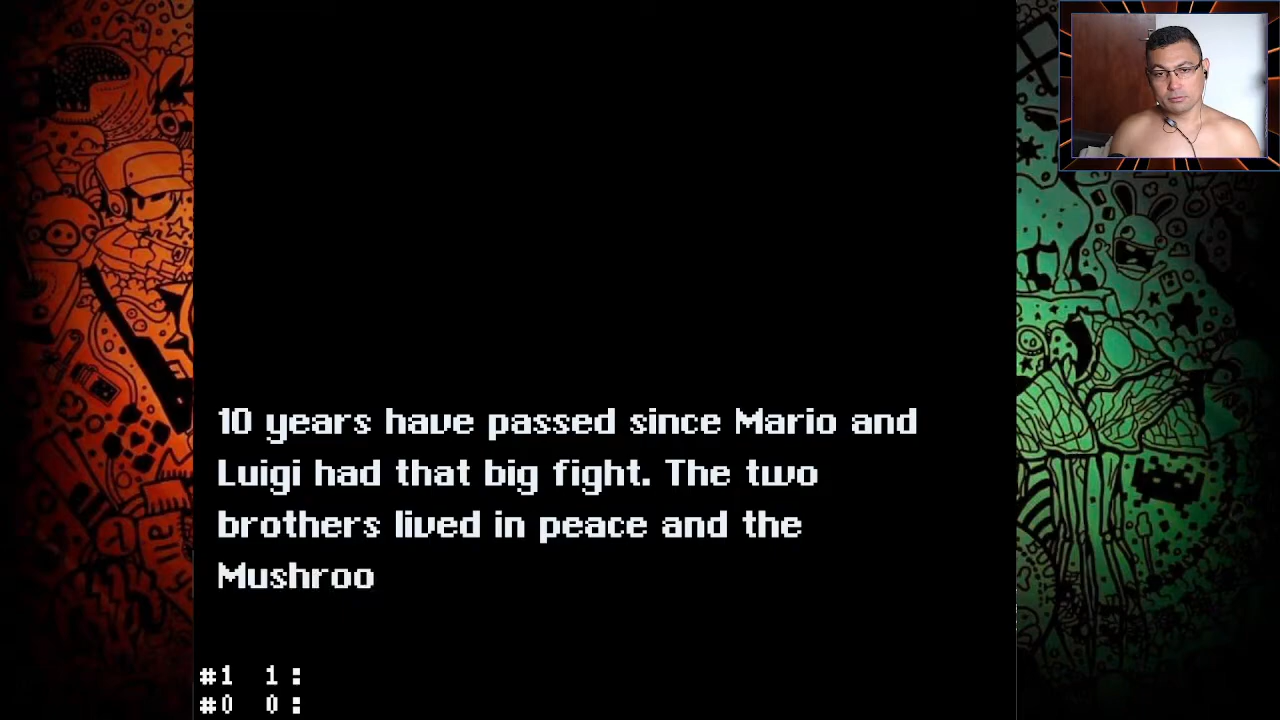 10 years have passed since Mario and
Luigi had that big fight. The two
brothers lived in peace and the
Mushroo
#1 1:
#0 0: